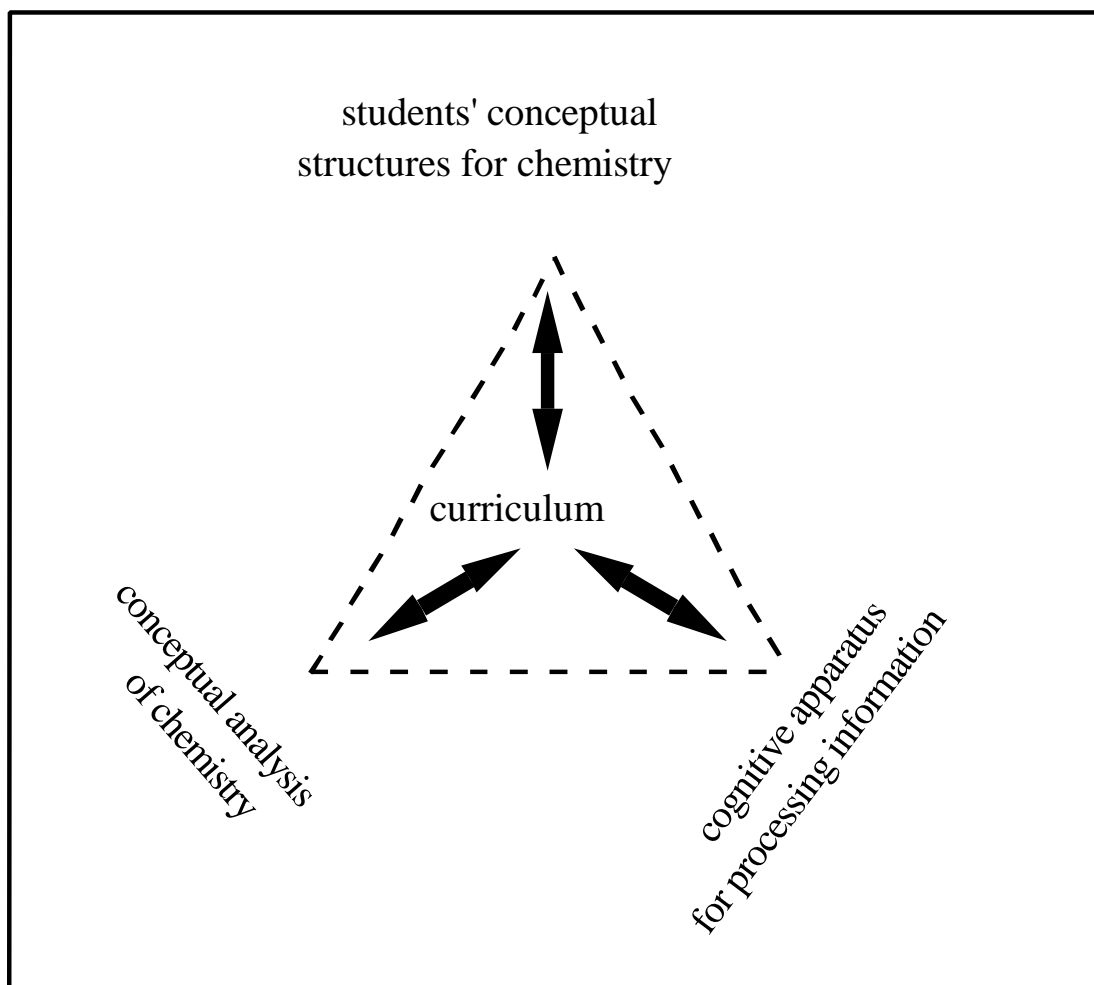 students' conceptual
structures for chemistry
curriculum
conceptual analysis
of chemistry
cognitive apparatus
for processing information